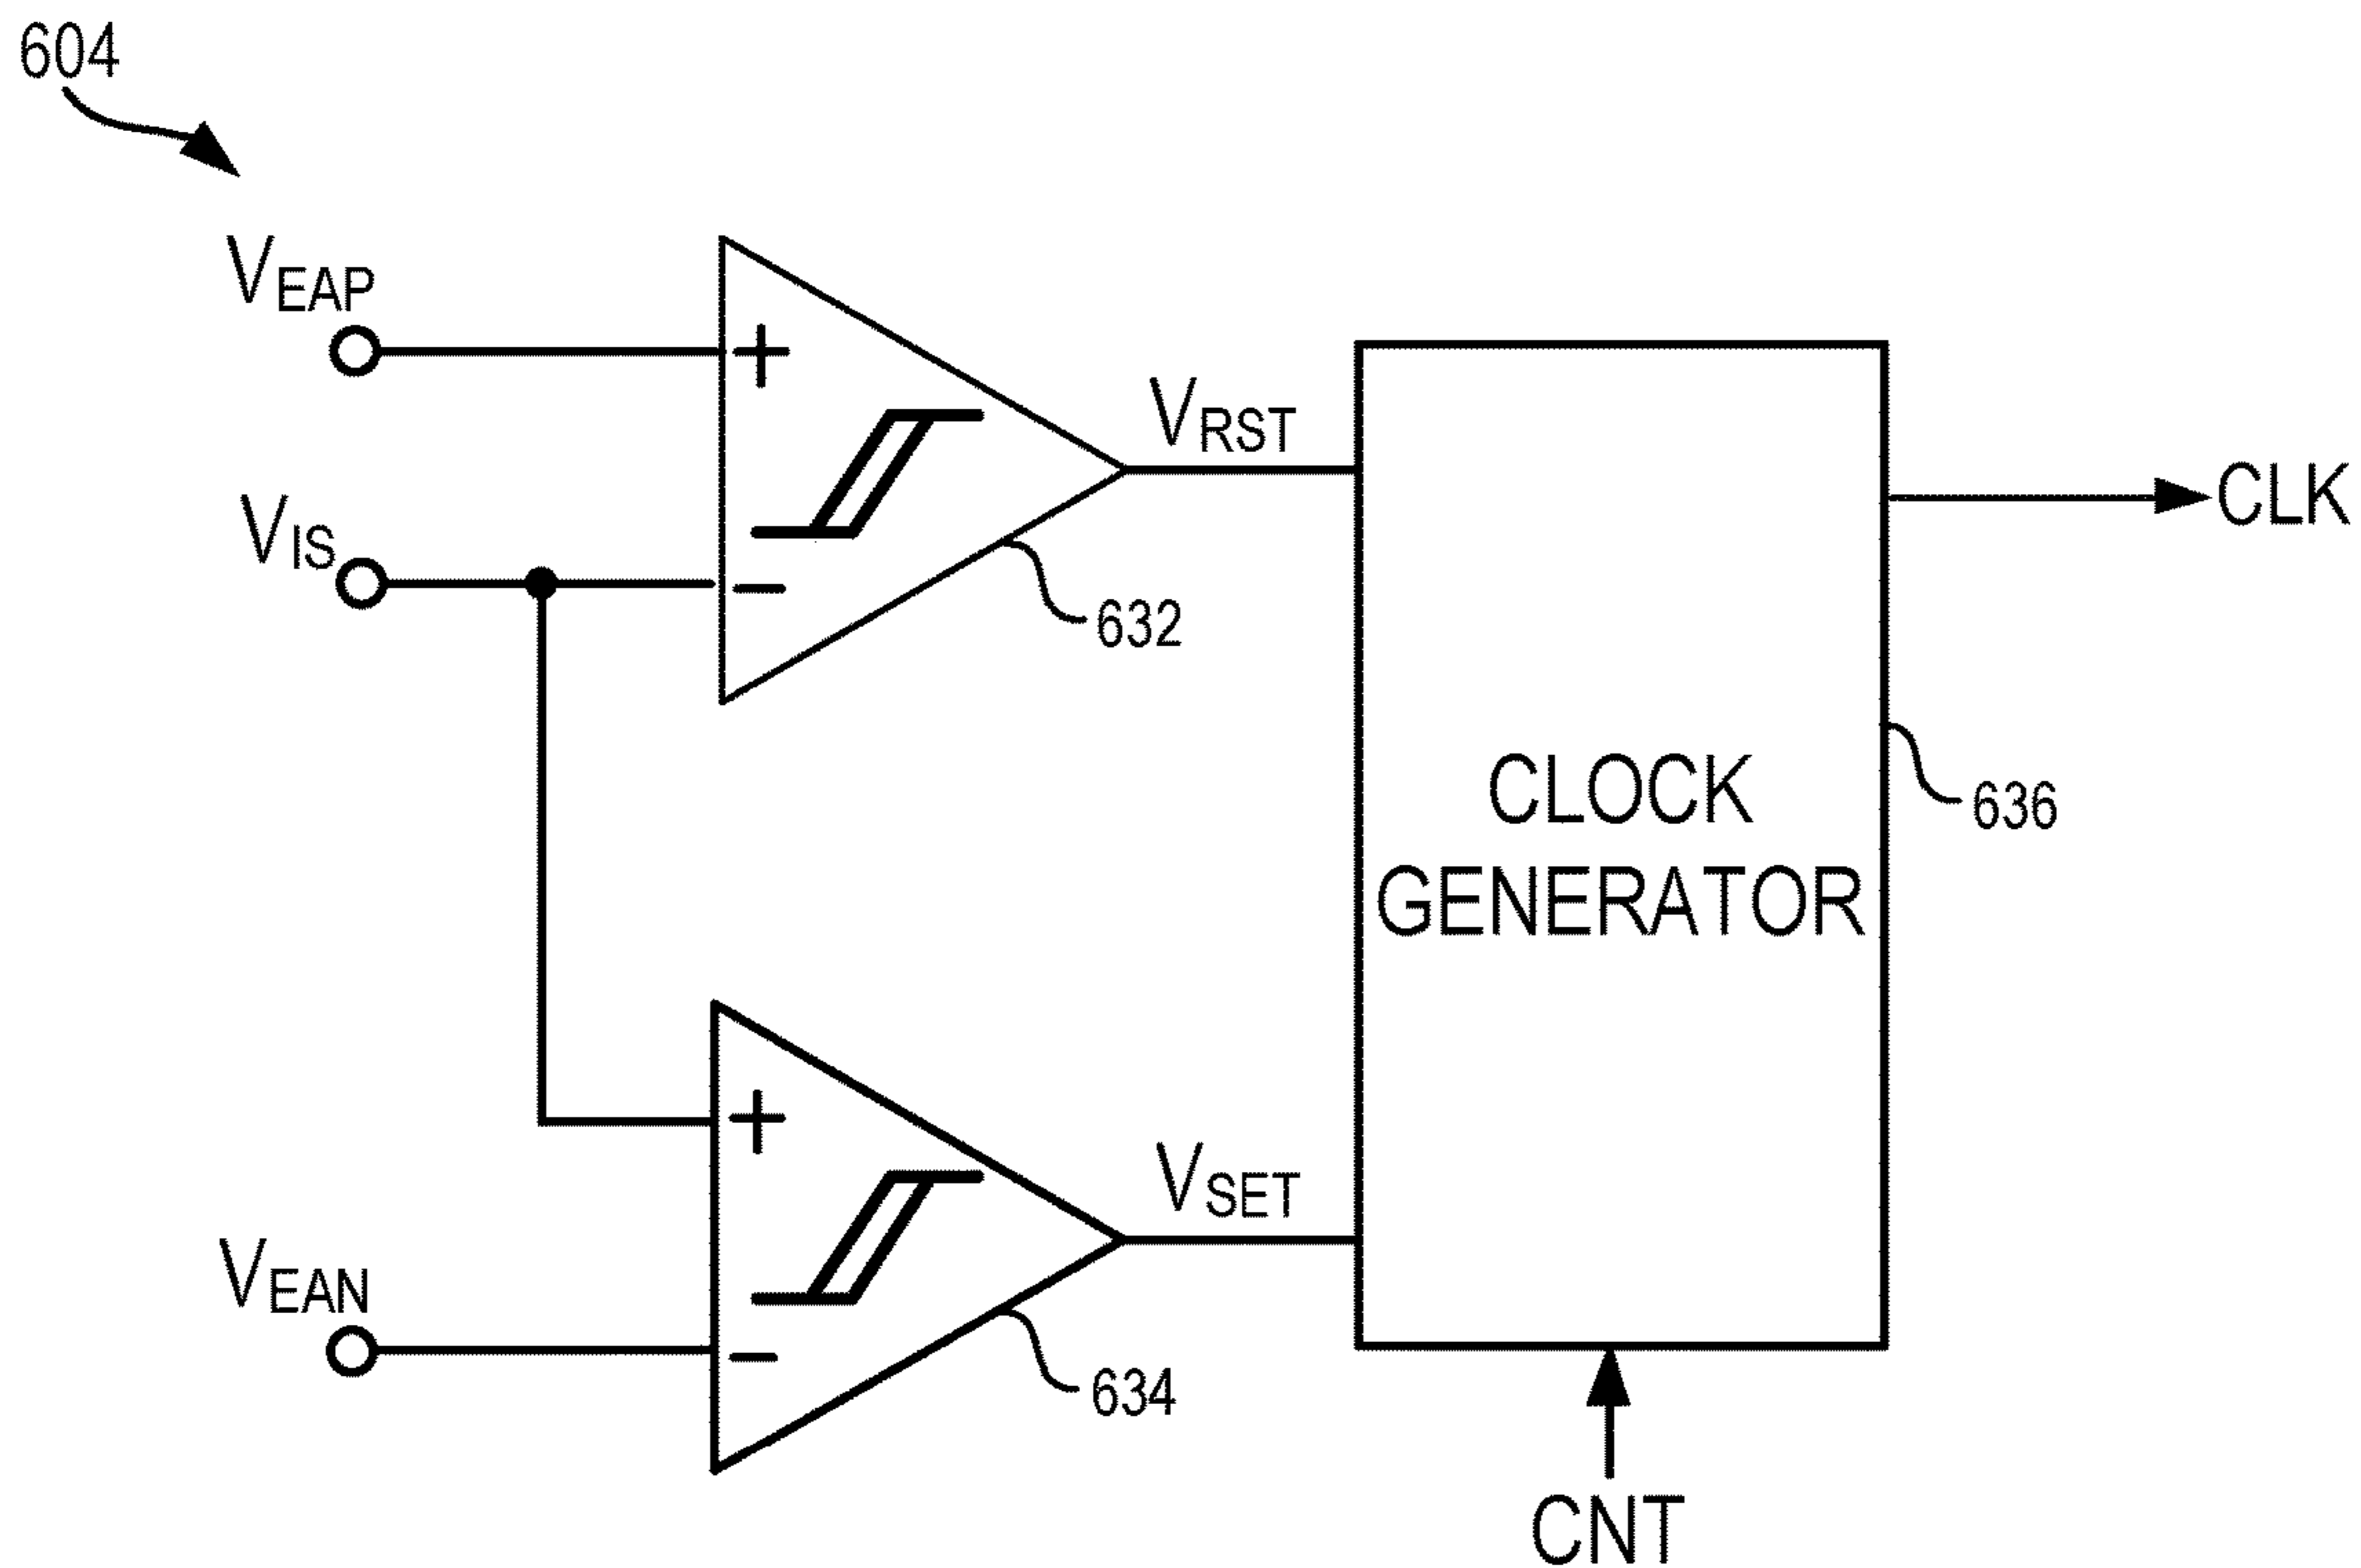 604
VEAP
VIS
632
VRST
CLK
CLOCK
GENERATOR
636
VEAN
634
VSET
CNT